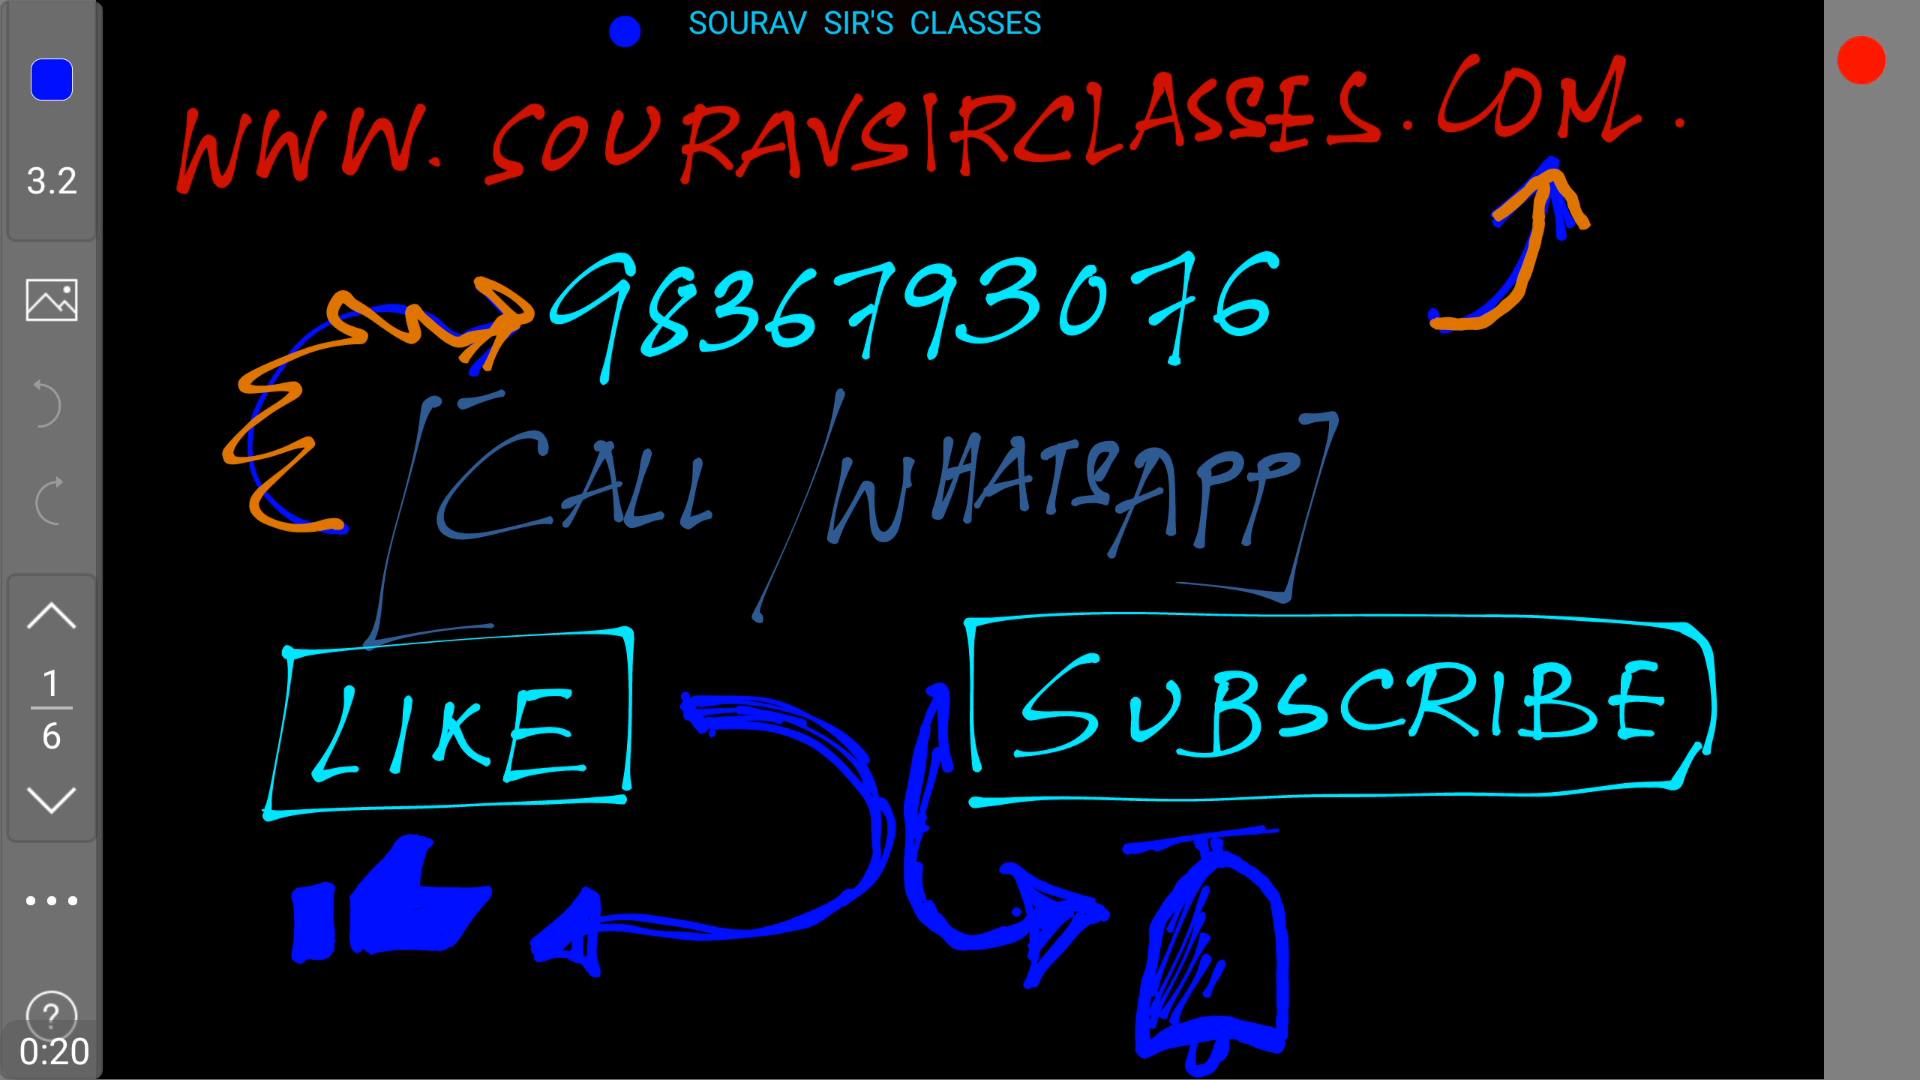 SOURAV SIR'S CLASSES
WWW.SOURAVSIRCLASSES.COM.
3.2
9836793076
[CALL/WHATSAPP]
LIKE
SUBSCRIBE
1
6
?
0:20